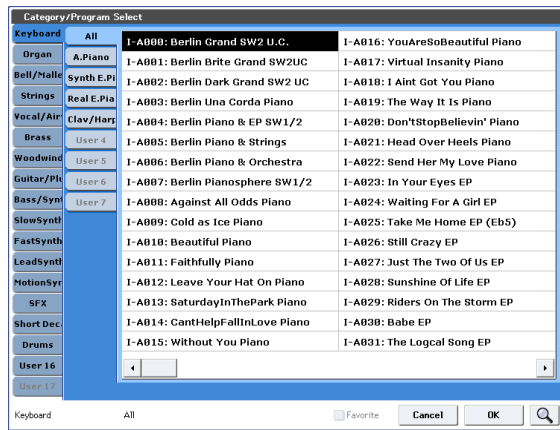 Category/Program Select
Keyboard
Organ
Bell/Malle
Strings
Vocal/Air
Brass
Woodwind
Guitar/Plu
Bass/Synt
SlowSynth
FastSynth
LeadSynth
MotionSyn
SFX
Short Dec
Drums
User 16
User 17
All
A.Piano
Synth E.Pi
Real E.Pia
Clav/Harp
User 4
User 5
User 6
User 7
I-A000: Berlin Grand SW2 U.C.
I-A001: Berlin Brite Grand SW2UC
I-A002: Berlin Dark Grand SW2 UC
I-A003: Berlin Una Corda Piano
I-A004: Berlin Piano & EP SW1/2
I-A005: Berlin Piano & Strings
I-A006: Berlin Piano & Orchestra
I-A007: Berlin Pianosphere SW1/2
I-A008: Against All Odds Piano
I-A009: Cold as Ice Piano
I-A010: Beautiful Piano
I-A011: Faithfully Piano
I-A012: Leave Your Hat On Piano
I-A013: SaturdayInThePark Piano
I-A014: CantHelpFallInLove Piano
I-A015: Without You Piano
I-A016: YouAreSoBeautiful Piano
I-A017: Virtual Insanity Piano
I-A018: I Aint Got You Piano
I-A019: The Way It Is Piano
I-A020: Don'tStopBelievin' Piano
I-A021: Head Over Heels Piano
I-A022: Send Her My Love Piano
I-A023: In Your Eyes EP
I-A024: Waiting For A Girl EP
I-A025: Take Me Home EP (Eb5)
I-A026: Still Crazy EP
I-A027: Just The Two Of Us EP
I-A028: Sunshine Of Life EP
I-A029: Riders On The Storm EP
I-A030: Babe EP
I-A031: The Logcal Song EP
Keyboard
All
Favorite
Cancel
OK